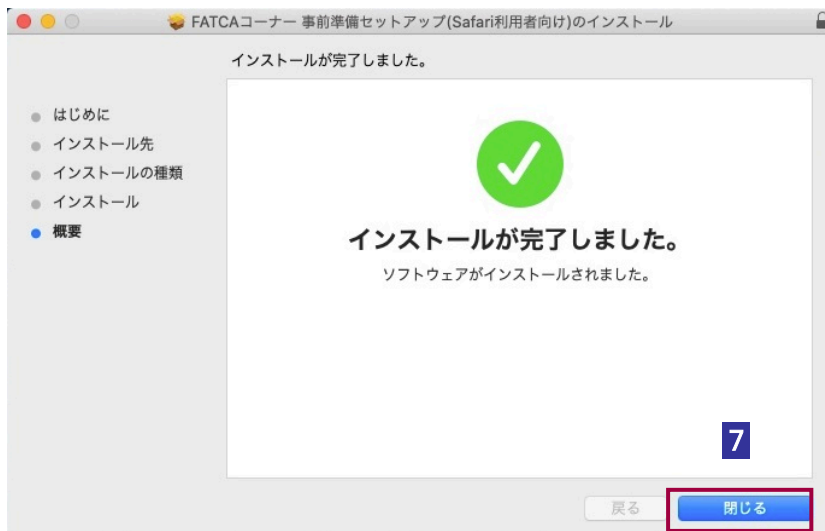 FATCAコーナー 事前準備セットアップ(Safari利用者向け)のインストール
インストールが完了しました。
はじめに
インストール先
インストールの種類
インストール
概要
インストールが完了しました。
ソフトウェアがインストールされました。
7
戻る
閉じる